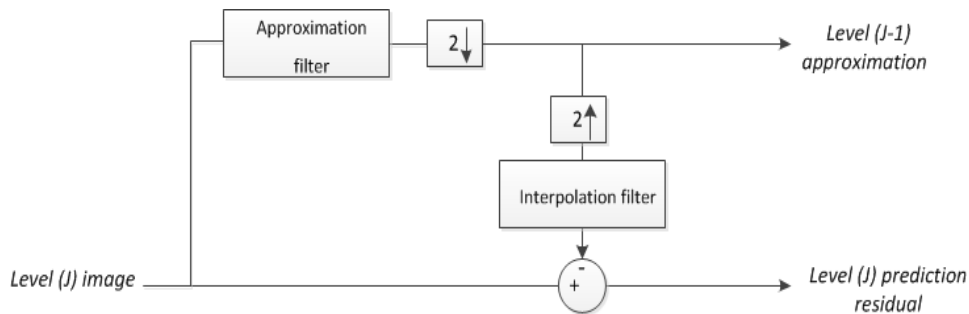 Approximation
filter
2↓
Level (J-1)
approximation
2↑
Interpolation filter
-
+
Level (J) image
Level (J) prediction
residual